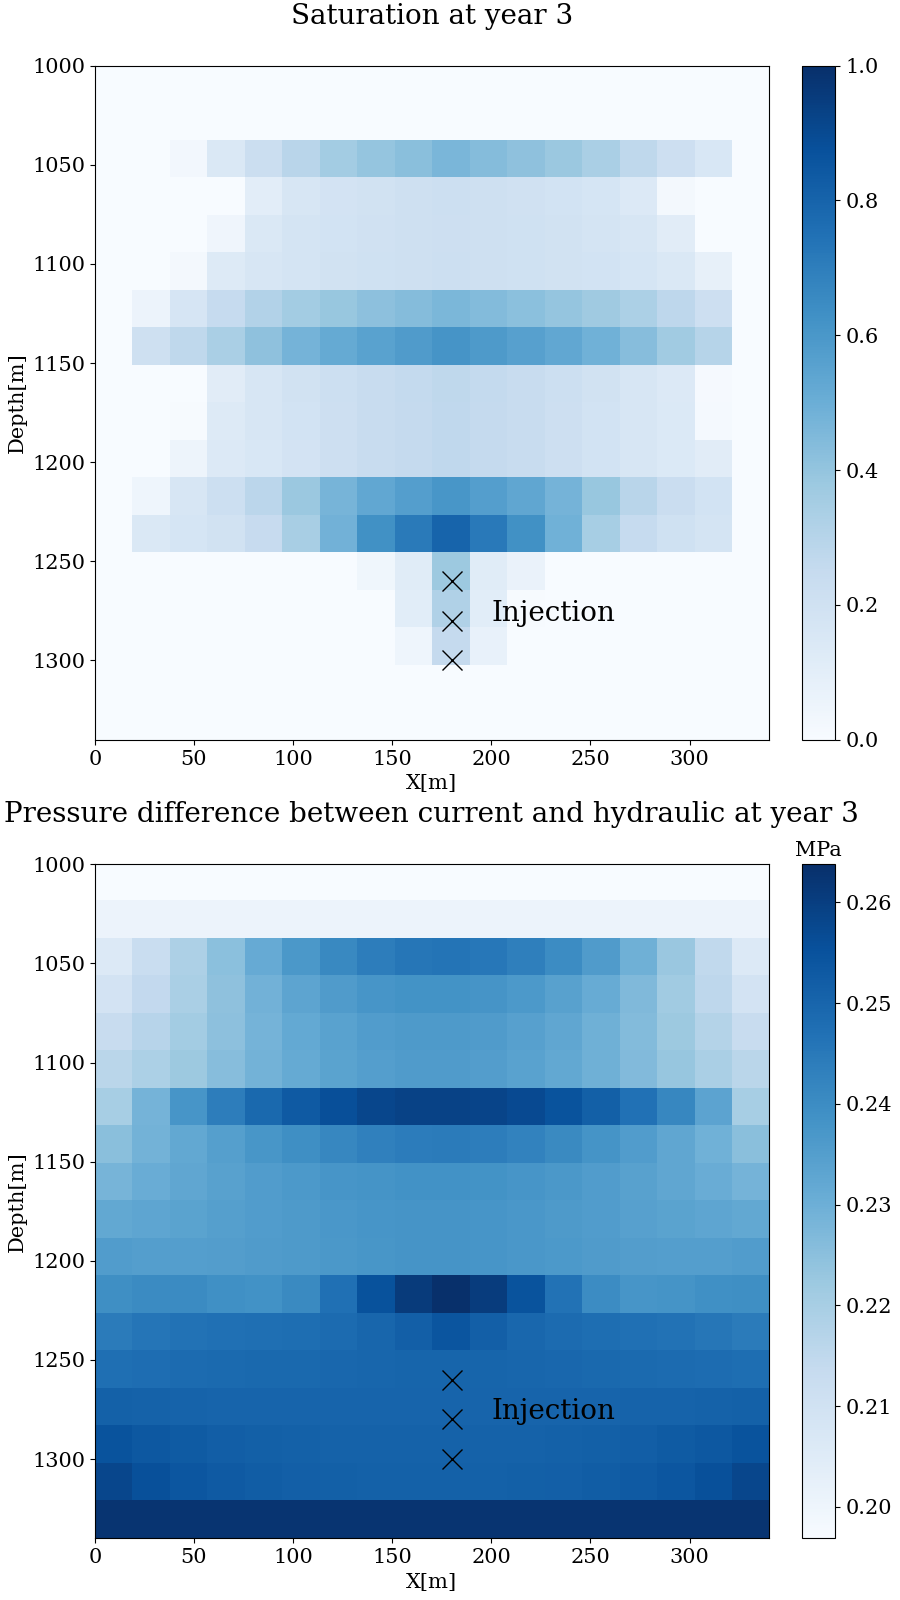 Saturation at year 3
1000
1050
1100
1150
1200
1250
1300
Depth[m]
Injection
0 50 100 150 200 250 300
X[m]
1.0
0.8
0.6
0.4
0.2
0.0
Pressure difference between current and hydraulic at year 3
MPa
1000
1050
1100
1150
1200
1250
1300
Depth[m]
Injection
0 50 100 150 200 250 300
X[m]
0.26
0.25
0.24
0.23
0.22
0.21
0.20